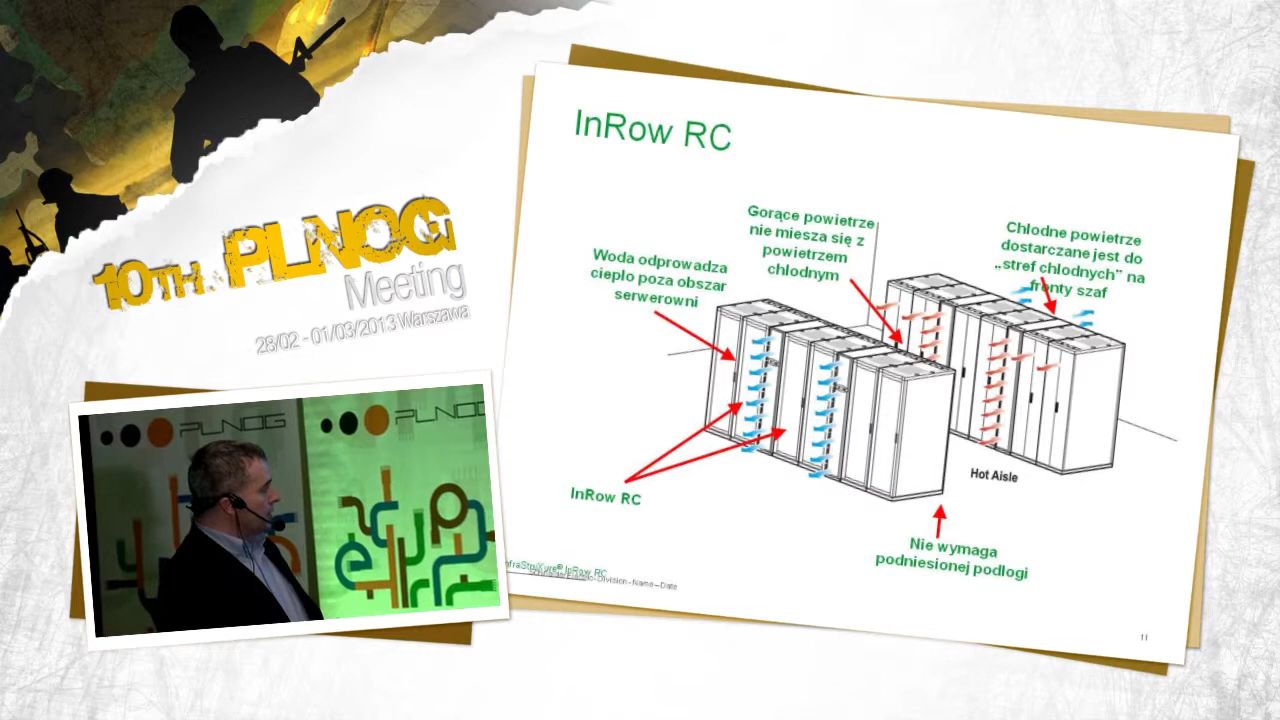 10TH PLNOG
Meeting
28/02 - 01/03/2013 Warszawa
PLNOG
PLNOG
InRow RC
Gorące powietrze
nie miesza się z
powietrzem
chłodnym
Chłodne powietrze
dostarczane jest do
„stref chłodnych” na
fronty szaf
Woda odprowadza
ciepło poza obszar
serwerowni
InRow RC
Hot Aisle
Nie wymaga
podniesionej podłogi
InRow RC
Division - Name – Date
11